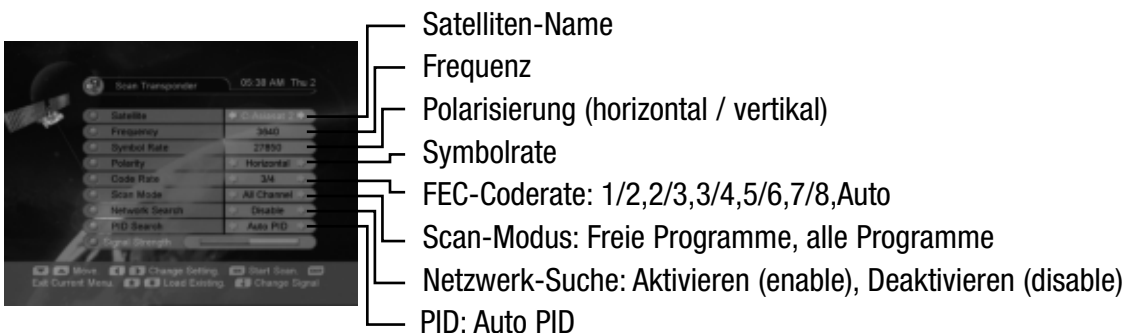 Scan Transponder 05:38 AM Thu 2
Satellite C Asiasat 2
Frequency 3640
Symbol Rate 27850
Polarity Horizontal
Code Rate 3/4
Scan Mode All Channel
Network Search Disable
PID Search Auto PID
Signal Strength
Move. Change Setting. Start Scan.
Exit Current Menu. Load Existing. Change Signal
Satelliten-Name
Frequenz
Polarisierung (horizontal / vertikal)
Symbolrate
FEC-Coderate: 1/2,2/3,3/4,5/6,7/8,Auto
Scan-Modus: Freie Programme, alle Programme
Netzwerk-Suche: Aktivieren (enable), Deaktivieren (disable)
PID: Auto PID